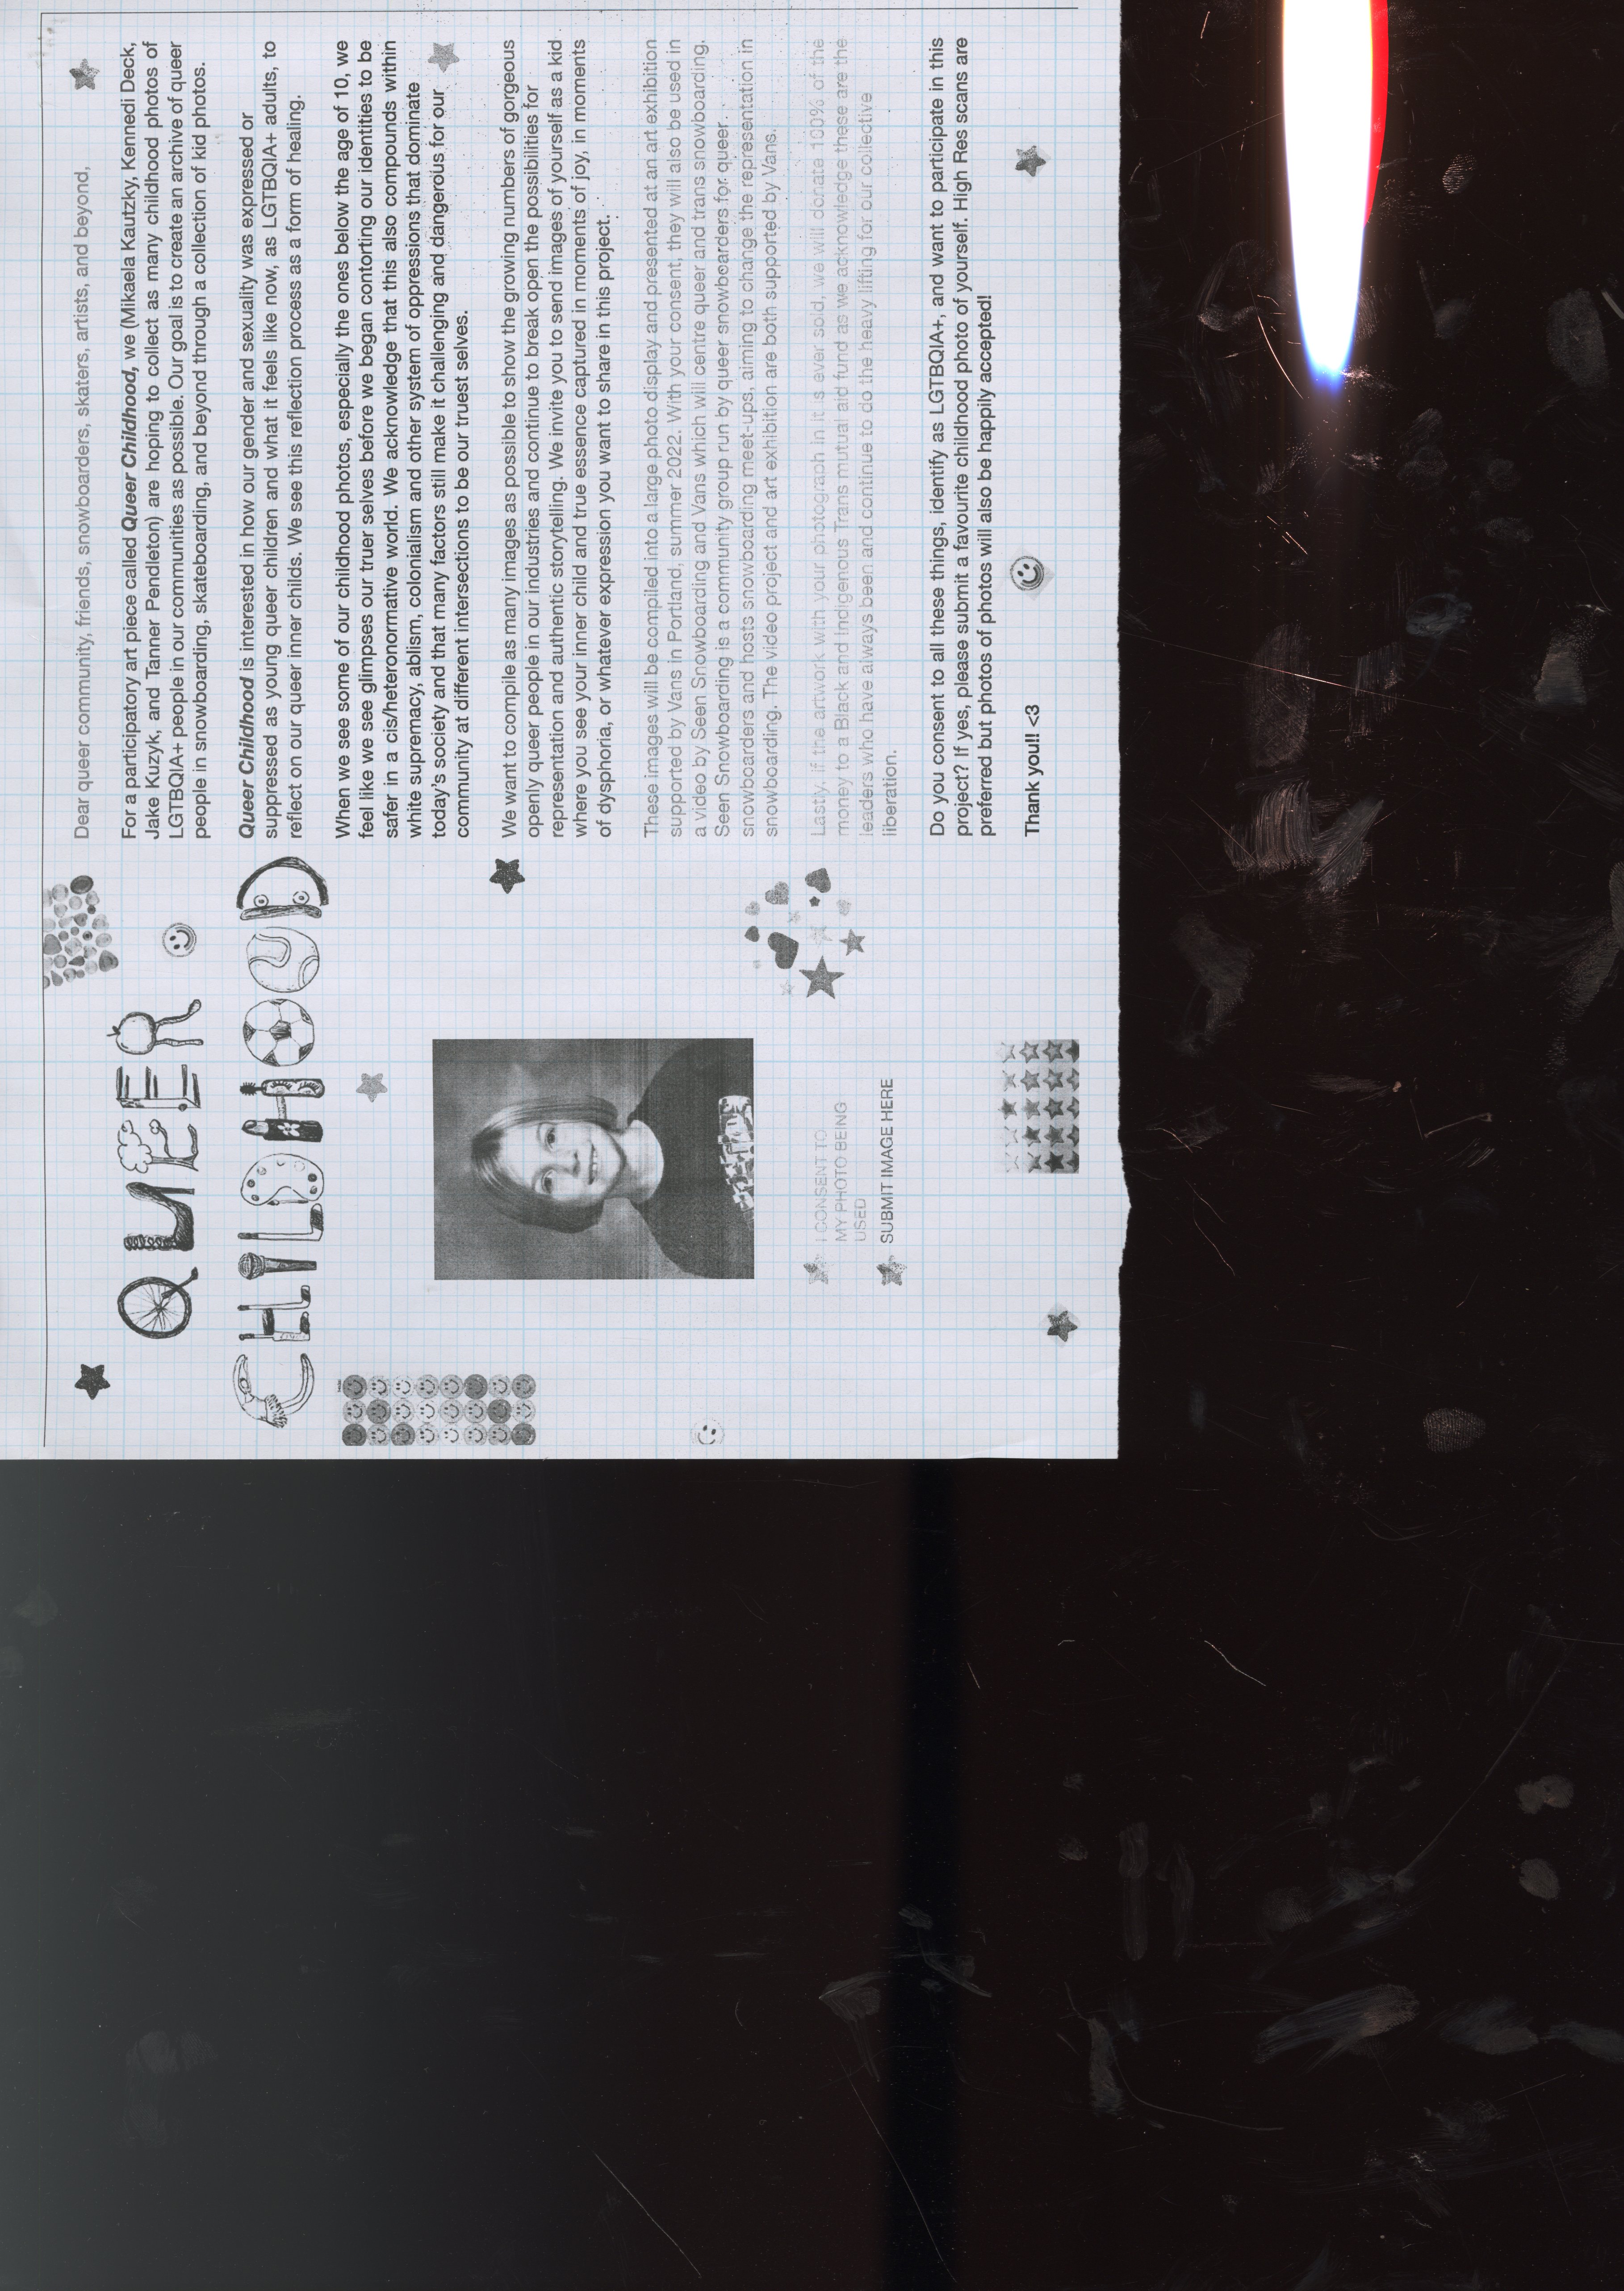 QUEER
CHILDHOOD
I CONSENT TO
MY PHOTO BEING
USED
SUBMIT IMAGE HERE
Dear queer community, friends, snowboarders, skaters, artists, and beyond,
For a participatory art piece called Queer Childhood, we (Mikaela Kautzky, Kennedi Deck,
Jake Kuzyk, and Tanner Pendleton) are hoping to collect as many childhood photos of
LGTBQIA+ people in our communities as possible. Our goal is to create an archive of queer
people in snowboarding, skateboarding, and beyond through a collection of kid photos.
Queer Childhood is interested in how our gender and sexuality was expressed or
suppressed as young queer children and what it feels like now, as LGTBQIA+ adults, to
reflect on our queer inner childs. We see this reflection process as a form of healing.
When we see some of our childhood photos, especially the ones below the age of 10, we
feel like we see glimpses our truer selves before we began contorting our identities to be
safer in a cis/heteronormative world. We acknowledge that this also compounds within
white supremacy, ablism, colonialism and other system of oppressions that dominate
today's society and that many factors still make it challenging and dangerous for our
community at different intersections to be our truest selves.
We want to compile as many images as possible to show the growing numbers of gorgeous
openly queer people in our industries and continue to break open the possibilities for
representation and authentic storytelling. We invite you to send images of yourself as a kid
where you see your inner child and true essence captured in moments of joy, in moments
of dysphoria, or whatever expression you want to share in this project.
These images will be compiled into a large photo display and presented at an art exhibition
supported by Vans in Portland, summer 2022. With your consent, they will also be used in
a video by Seen Snowboarding and Vans which will centre queer and trans snowboarding.
Seen Snowboarding is a community group run by queer snowboarders for queer
snowboarders and hosts snowboarding meet-ups, aiming to change the representation in
snowboarding. The video project and art exhibition are both supported by Vans.
Lastly, if the artwork with your photograph in it is ever sold, we will donate 100% of the
money to a Black and Indigenous Trans mutual aid fund as we acknowledge these are the
leaders who have always been and continue to do the heavy lifting for our collective
liberation.
Do you consent to all these things, identify as LGTBQIA+, and want to participate in this
project? If yes, please submit a favourite childhood photo of yourself. High Res scans are
preferred but photos of photos will also be happily accepted!
Thank you!! <3